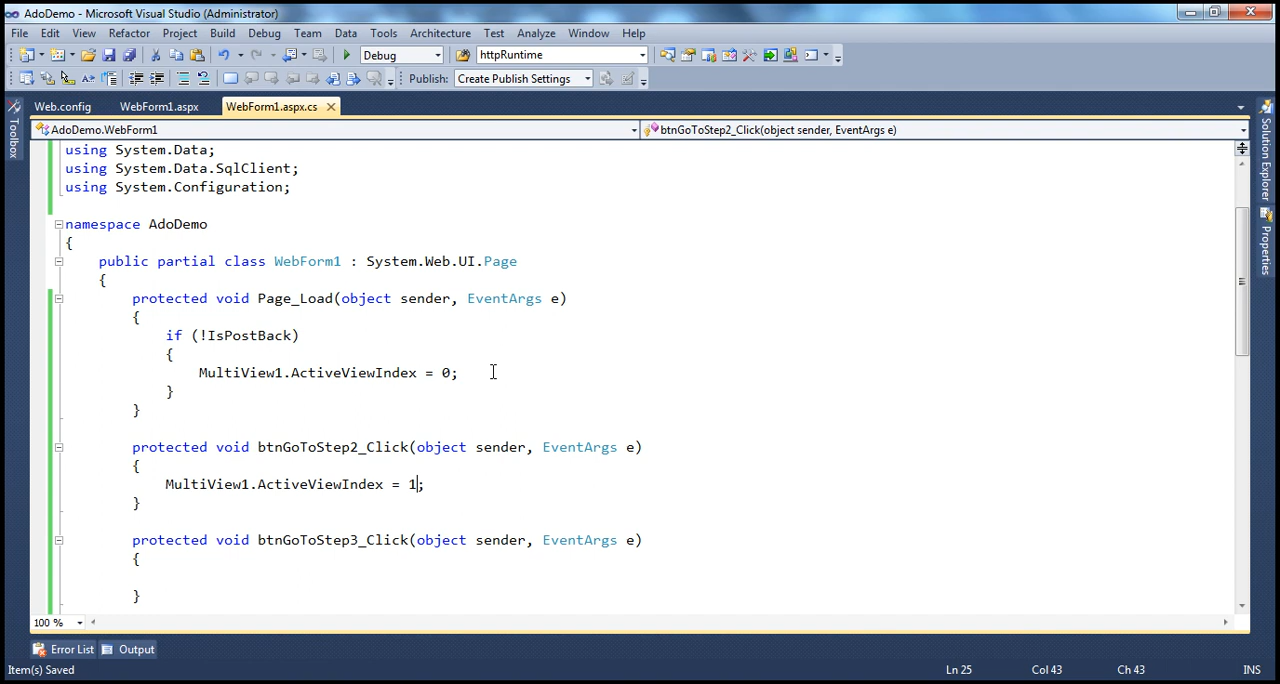 AdoDemo - Microsoft Visual Studio (Administrator)
File Edit View Refactor Project Build Debug Team Data Tools Architecture Test Analyze Window Help
Debug httpRuntime
Publish: Create Publish Settings
Web.config WebForm1.aspx WebForm1.aspx.cs
AdoDemo.WebForm1 btnGoToStep2_Click(object sender, EventArgs e)
Toolbox
Solution Explorer
Properties
using System.Data;
using System.Data.SqlClient;
using System.Configuration;
namespace AdoDemo
{
public partial class WebForm1 : System.Web.UI.Page
{
protected void Page_Load(object sender, EventArgs e)
{
if (!IsPostBack)
{
MultiView1.ActiveViewIndex = 0;
}
}
protected void btnGoToStep2_Click(object sender, EventArgs e)
{
MultiView1.ActiveViewIndex = 1;
}
protected void btnGoToStep3_Click(object sender, EventArgs e)
{
}
100 %
Error List Output
Item(s) Saved Ln 25 Col 43 Ch 43 INS